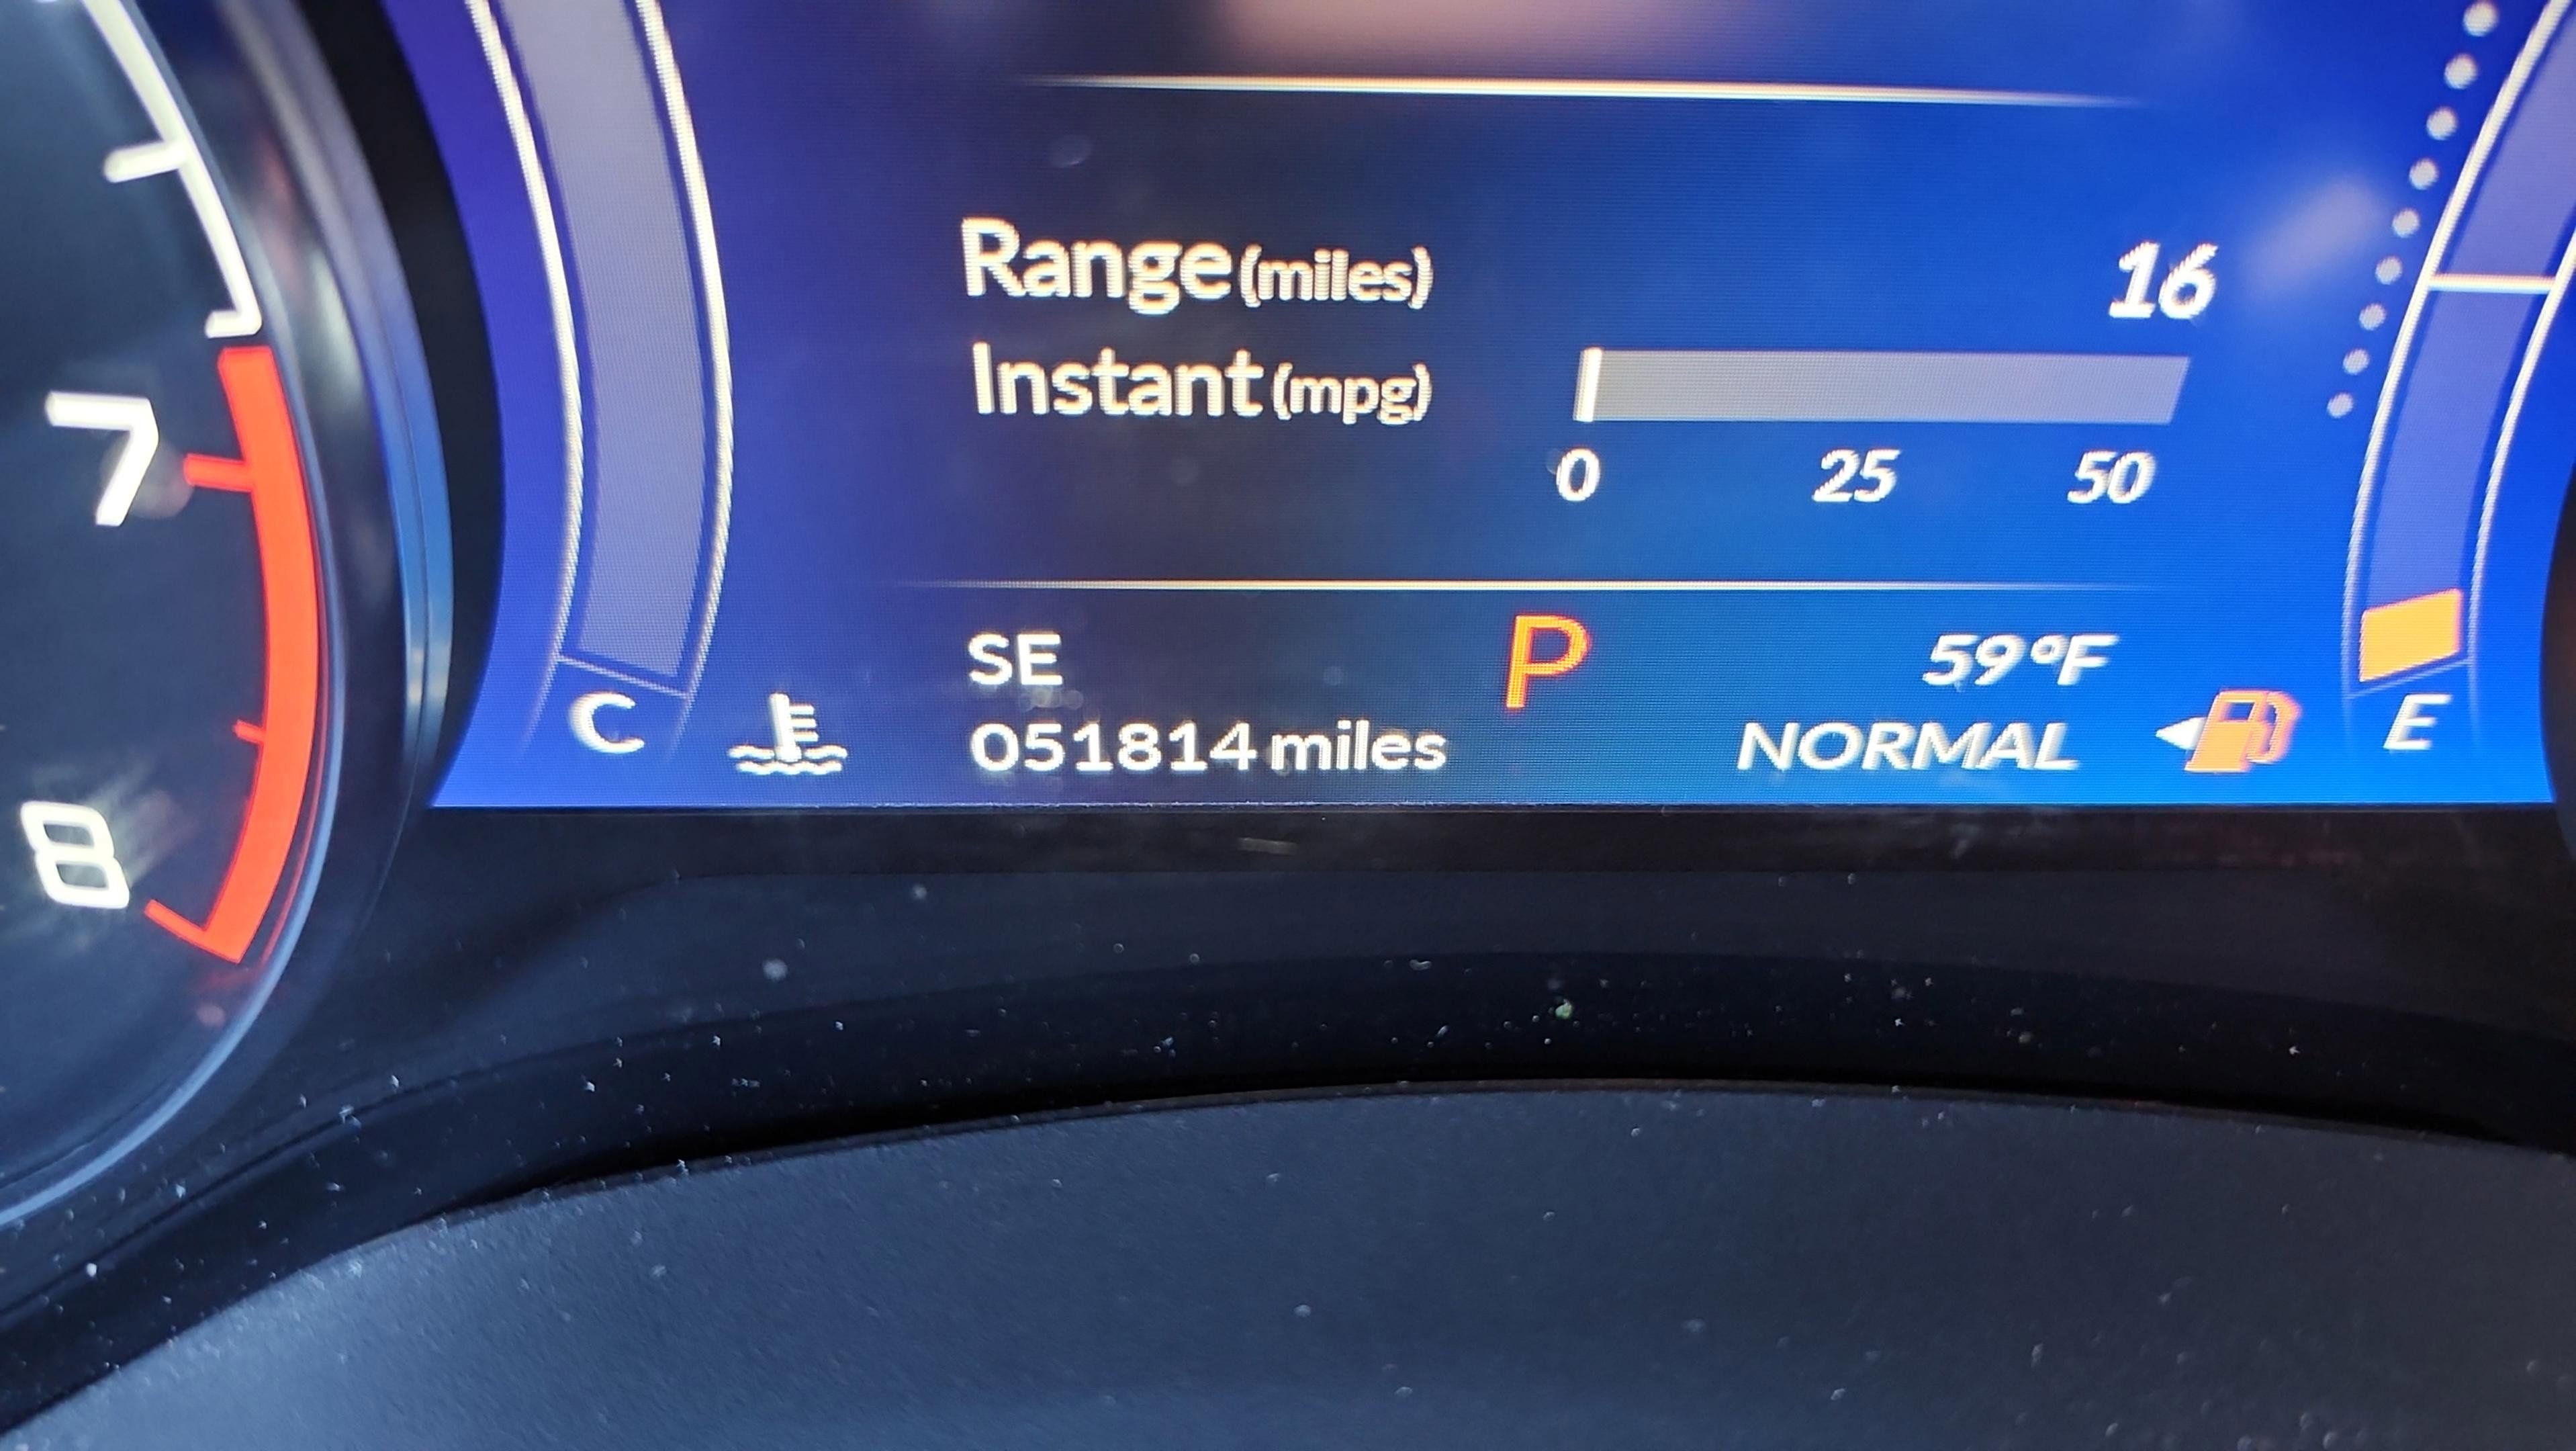 Range (miles) 16
Instant (mpg)
0 25 50
7
SE P 59°F
C 051814 miles NORMAL E
8